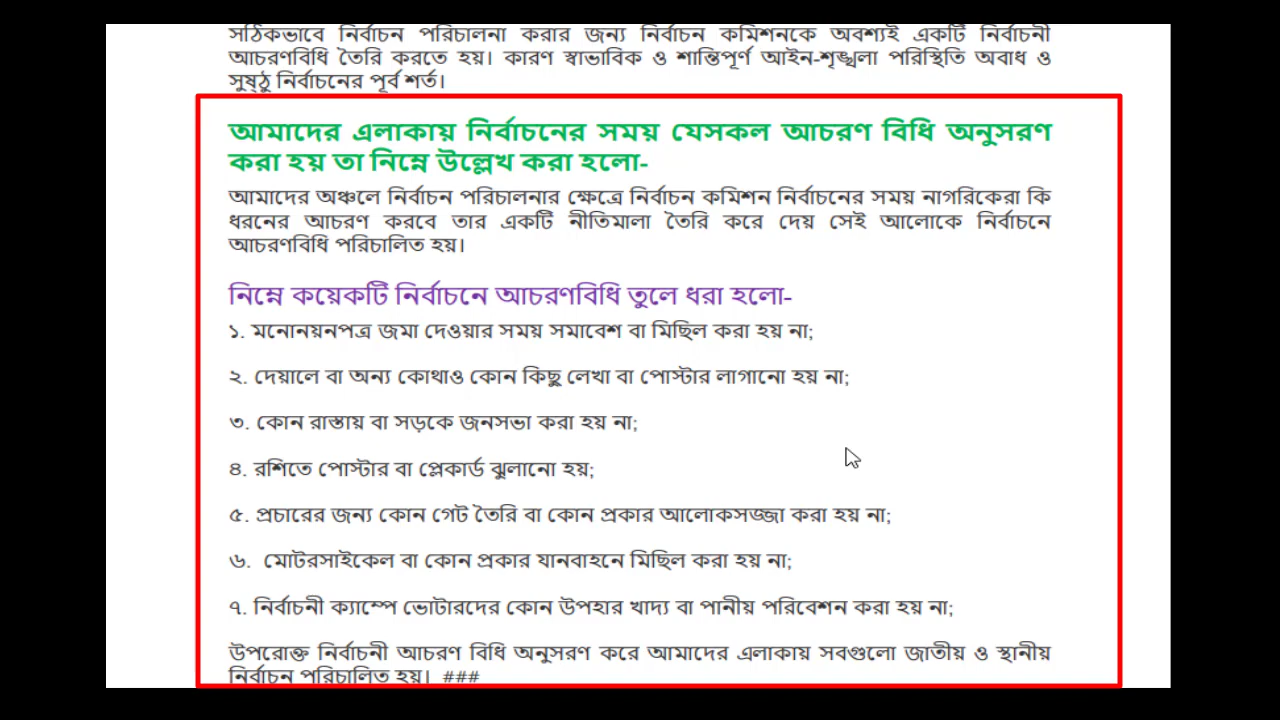 সঠিকভাবে নির্বাচন পরিচালনা করার জন্য নির্বাচন কমিশনকে অবশ্যই একটি নির্বাচনী
আচরণবিধি তৈরি করতে হয়। কারণ স্বাভাবিক ও শান্তিপূর্ণ আইন-শৃঙ্খলা পরিস্থিতি অবাধ ও
সুষ্ঠু নির্বাচনের পূর্ব শর্ত।
আমাদের এলাকায় নির্বাচনের সময় যেসকল আচরণ বিধি অনুসরণ
করা হয় তা নিম্নে উল্লেখ করা হলো-
আমাদের অঞ্চলে নির্বাচন পরিচালনার ক্ষেত্রে নির্বাচন কমিশন নির্বাচনের সময় নাগরিকেরা কি
ধরনের আচরণ করবে তার একটি নীতিমালা তৈরি করে দেয় সেই আলোকে নির্বাচনে
আচরণবিধি পরিচালিত হয়।
নিম্নে কয়েকটি নির্বাচনে আচরণবিধি তুলে ধরা হলো-
১. মনোনয়নপত্র জমা দেওয়ার সময় সমাবেশ বা মিছিল করা হয় না;
২. দেয়ালে বা অন্য কোথাও কোন কিছু লেখা বা পোস্টার লাগানো হয় না;
৩. কোন রাস্তায় বা সড়কে জনসভা করা হয় না;
৪. রশিতে পোস্টার বা প্লেকার্ড ঝুলানো হয়;
৫. প্রচারের জন্য কোন গেট তৈরি বা কোন প্রকার আলোকসজ্জা করা হয় না;
৬. মোটরসাইকেল বা কোন প্রকার যানবাহনে মিছিল করা হয় না;
৭. নির্বাচনী ক্যাম্পে ভোটারদের কোন উপহার খাদ্য বা পানীয় পরিবেশন করা হয় না;
উপরোক্ত নির্বাচনী আচরণ বিধি অনুসরণ করে আমাদের এলাকায় সবগুলো জাতীয় ও স্থানীয়
নির্বাচন পরিচালিত হয়। ###